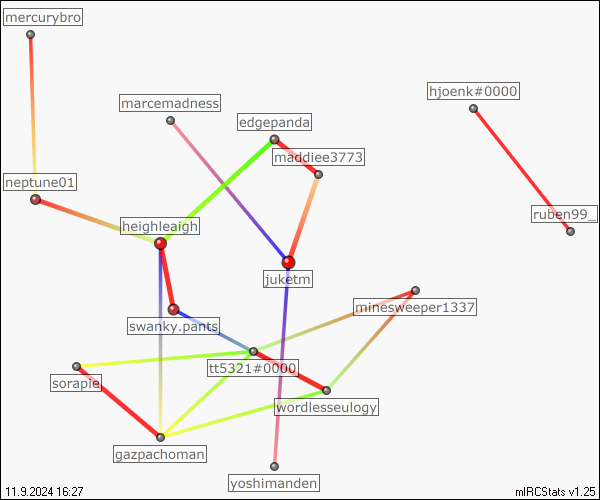 mercurybro
hjoenk#0000
marcemadness
edgepanda
maddiee3773
neptune01
ruben99_
heighleaigh
juketm
minesweeper1337
swanky.pants
tt5321#0000
sorapie
wordlesseulogy
gazpachoman
yoshimanden
11.9.2024 16:27
mIRCStats v1.25